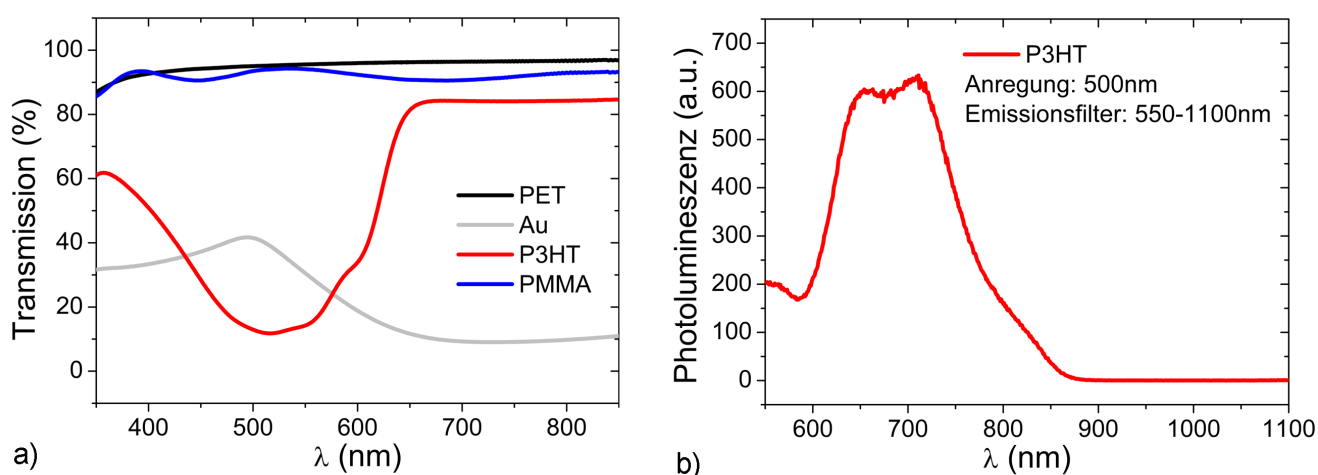 100
80
60
40
20
0
Transmission (%)
PET
Au
P3HT
PMMA
400 500 600 700 800
λ (nm)
a)
700
600
500
400
300
200
100
0
Photolumineszenz (a.u.)
P3HT
Anregung: 500nm
Emissionsfilter: 550-1100nm
600 700 800 900 1000 1100
λ (nm)
b)